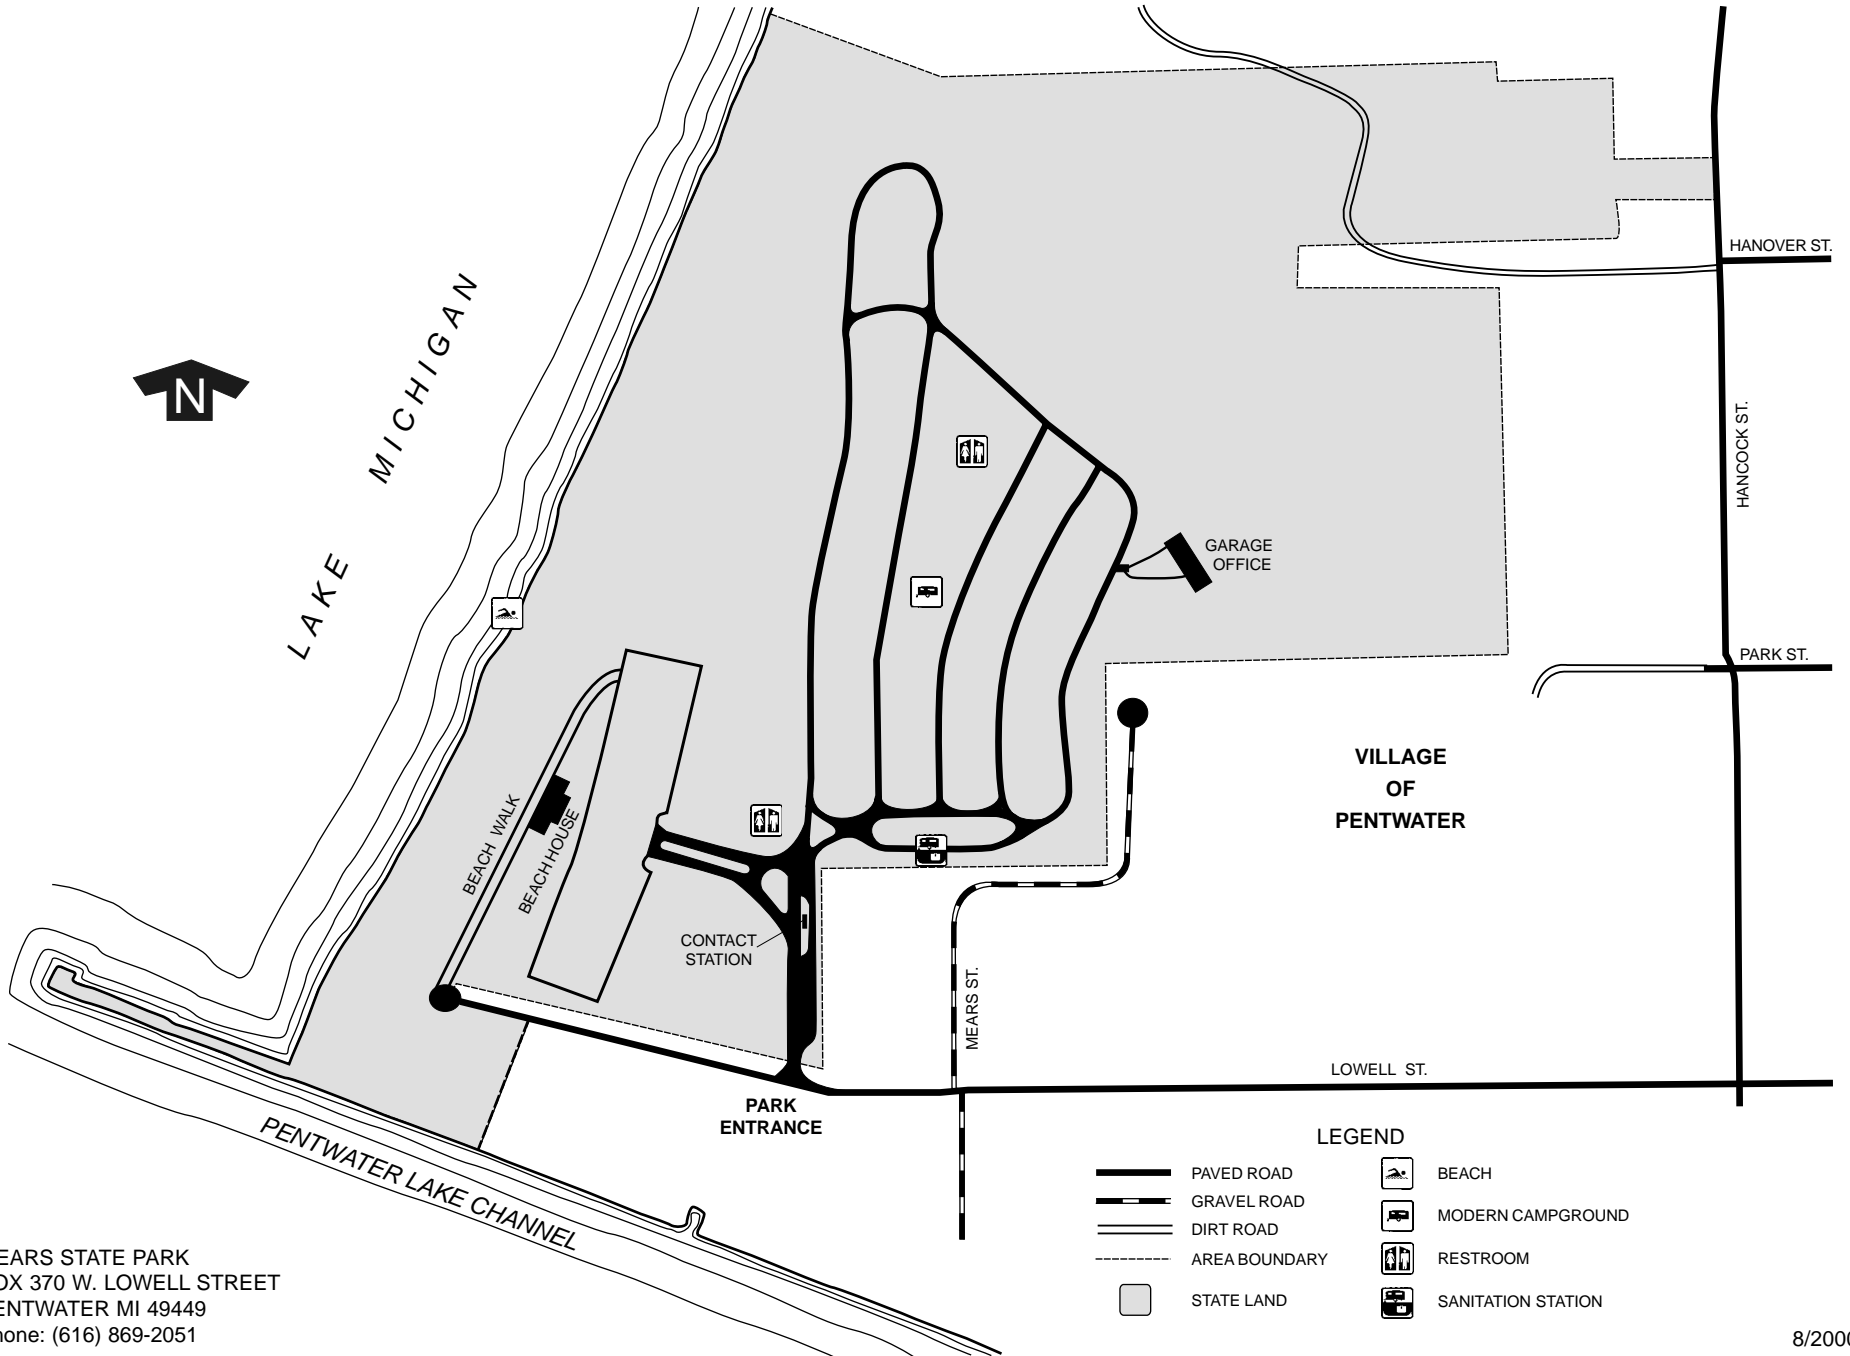 HANOVER ST.
N
LAKE MICHIGAN
HANCOCK ST.
GARAGE
OFFICE
PARK ST.
VILLAGE
OF
PENTWATER
BEACH WALK
BEACH HOUSE
CONTACT
STATION
MEARS ST.
LOWELL ST.
PARK
ENTRANCE
PENTWATER LAKE CHANNEL
LEGEND
PAVED ROAD
GRAVEL ROAD
DIRT ROAD
AREA BOUNDARY
STATE LAND
BEACH
MODERN CAMPGROUND
RESTROOM
SANITATION STATION
EARS STATE PARK
OX 370 W. LOWELL STREET
ENTWATER MI 49449
hone: (616) 869-2051
8/2000